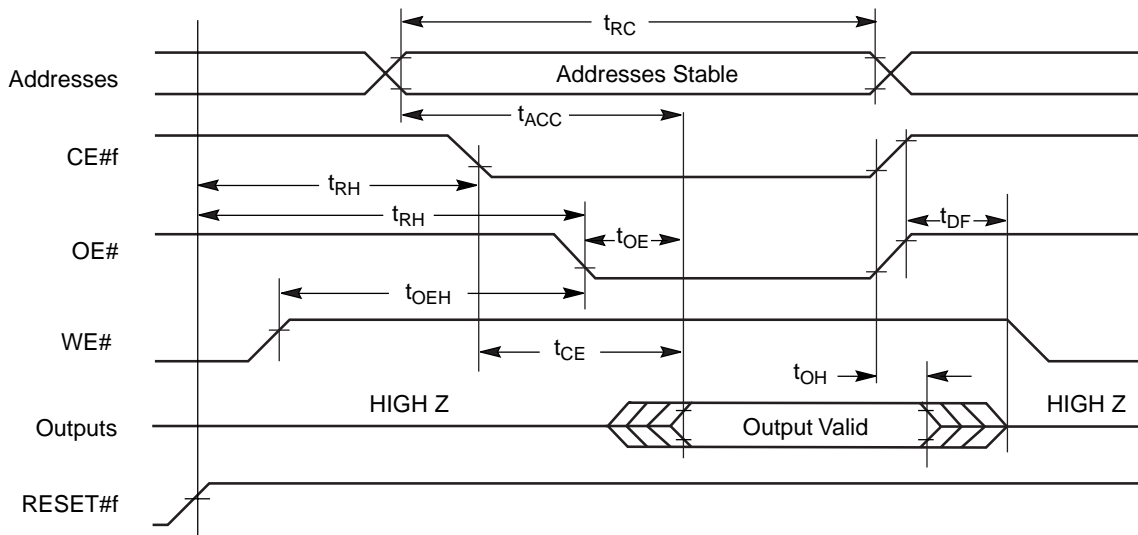 tRC
Addresses
Addresses Stable
tACC
CE#f
tRH
tRH
tOE
tDF
OE#
tOEH
WE#
tCE
tOH
HIGH Z
HIGH Z
Outputs
Output Valid
RESET#f